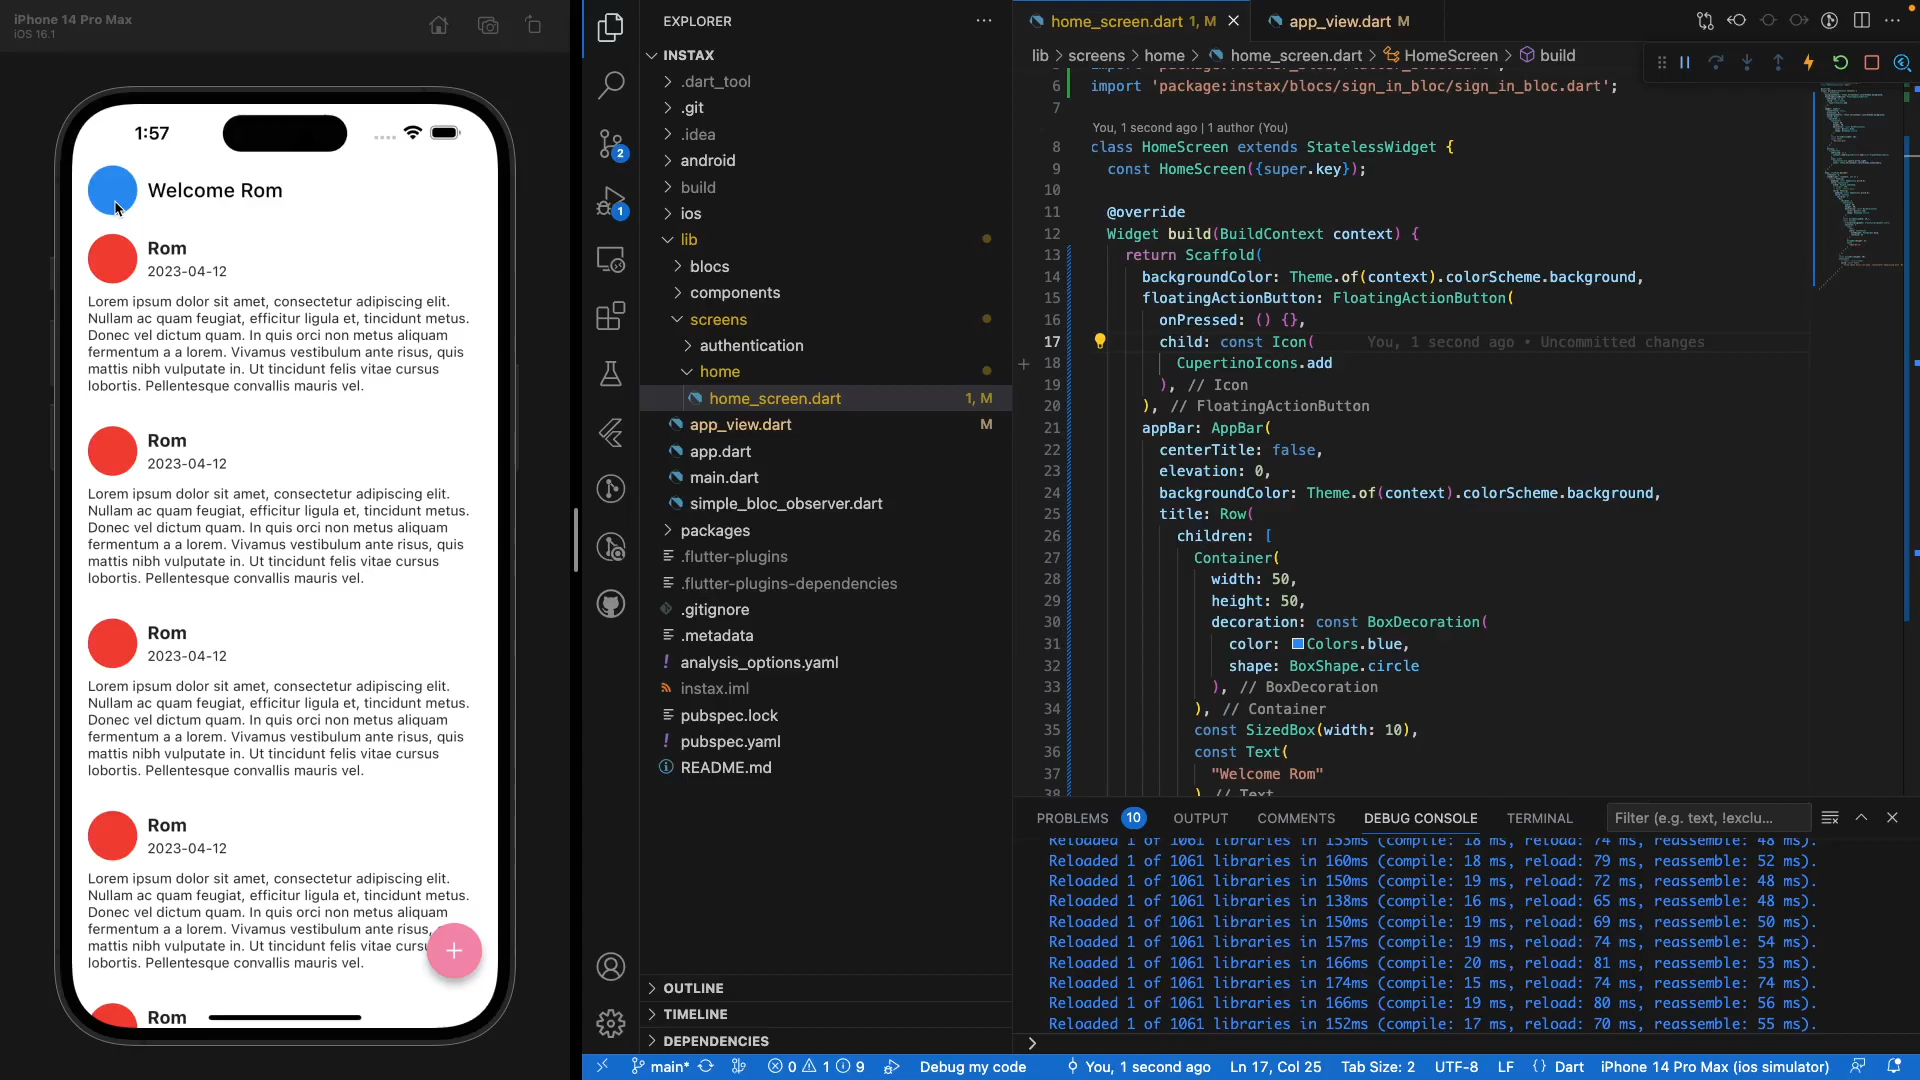 iPhone 14 Pro Max
iOS 16.1
1:57
Welcome Rom
Rom
2023-04-12
Lorem ipsum dolor sit amet, consectetur adipiscing elit.
Nullam ac quam feugiat, efficitur ligula et, tincidunt metus.
Donec vel dictum quam. In quis orci non metus aliquam
fermentum a a lorem. Vivamus vestibulum ante risus, quis
mattis nibh vulputate in. Ut tincidunt felis vitae cursus
lobortis. Pellentesque convallis mauris vel.
Rom
2023-04-12
Lorem ipsum dolor sit amet, consectetur adipiscing elit.
Nullam ac quam feugiat, efficitur ligula et, tincidunt metus.
Donec vel dictum quam. In quis orci non metus aliquam
fermentum a a lorem. Vivamus vestibulum ante risus, quis
mattis nibh vulputate in. Ut tincidunt felis vitae cursus
lobortis. Pellentesque convallis mauris vel.
Rom
2023-04-12
Lorem ipsum dolor sit amet, consectetur adipiscing elit.
Nullam ac quam feugiat, efficitur ligula et, tincidunt metus.
Donec vel dictum quam. In quis orci non metus aliquam
fermentum a a lorem. Vivamus vestibulum ante risus, quis
mattis nibh vulputate in. Ut tincidunt felis vitae cursus
lobortis. Pellentesque convallis mauris vel.
Rom
2023-04-12
Lorem ipsum dolor sit amet, consectetur adipiscing elit.
Nullam ac quam feugiat, efficitur ligula et, tincidunt metus.
Donec vel dictum quam. In quis orci non metus aliquam
fermentum a a lorem. Vivamus vestibulum ante risus,
mattis nibh vulputate in. Ut tincidunt felis vitae
lobortis. Pellentesque convallis mauris vel.
Rom
2
1
EXPLORER
INSTAX
.dart_tool
.git
.idea
android
build
ios
lib
blocs
components
screens
authentication
home
home_screen.dart 1, M
app_view.dart M
app.dart
main.dart
simple_bloc_observer.dart
packages
.flutter-plugins
.flutter-plugins-dependencies
.gitignore
.metadata
analysis_options.yaml
instax.iml
pubspec.lock
pubspec.yaml
README.md
OUTLINE
TIMELINE
DEPENDENCIES
home_screen.dart 1, M
app_view.dart M
lib > screens > home > home_screen.dart > HomeScreen > build
6 import 'package:instax/blocs/sign_in_bloc/sign_in_bloc.dart';
7
You, 1 second ago | 1 author (You)
8 class HomeScreen extends StatelessWidget {
9 const HomeScreen({super.key});
10
11 @override
12 Widget build(BuildContext context) {
13 return Scaffold(
14 backgroundColor: Theme.of(context).colorScheme.background,
15 floatingActionButton: FloatingActionButton(
16 onPressed: () {},
17 child: const Icon( You, 1 second ago • Uncommitted changes
18 CupertinoIcons.add
19 ), // Icon
20 ), // FloatingActionButton
21 appBar: AppBar(
22 centerTitle: false,
23 elevation: 0,
24 backgroundColor: Theme.of(context).colorScheme.background,
25 title: Row(
26 children: [
27 Container(
28 width: 50,
29 height: 50,
30 decoration: const BoxDecoration(
31 color: Colors.blue,
32 shape: BoxShape.circle
33 ), // BoxDecoration
34 ), // Container
35 const SizedBox(width: 10),
36 const Text(
37 "Welcome Rom"
38 ) // Text
PROBLEMS 10 OUTPUT COMMENTS DEBUG CONSOLE TERMINAL Filter (e.g. text, !exclu...
Reloaded 1 of 1061 libraries in 153ms (compile: 18 ms, reload: 74 ms, reassemble: 48 ms).
Reloaded 1 of 1061 libraries in 160ms (compile: 18 ms, reload: 79 ms, reassemble: 52 ms).
Reloaded 1 of 1061 libraries in 150ms (compile: 19 ms, reload: 72 ms, reassemble: 48 ms).
Reloaded 1 of 1061 libraries in 138ms (compile: 16 ms, reload: 65 ms, reassemble: 48 ms).
Reloaded 1 of 1061 libraries in 150ms (compile: 19 ms, reload: 69 ms, reassemble: 50 ms).
Reloaded 1 of 1061 libraries in 157ms (compile: 19 ms, reload: 74 ms, reassemble: 54 ms).
Reloaded 1 of 1061 libraries in 166ms (compile: 20 ms, reload: 81 ms, reassemble: 53 ms).
Reloaded 1 of 1061 libraries in 174ms (compile: 15 ms, reload: 74 ms, reassemble: 74 ms).
Reloaded 1 of 1061 libraries in 166ms (compile: 19 ms, reload: 80 ms, reassemble: 56 ms).
Reloaded 1 of 1061 libraries in 152ms (compile: 17 ms, reload: 70 ms, reassemble: 55 ms).
main* 0 1 9 Debug my code You, 1 second ago Ln 17, Col 25 Tab Size: 2 UTF-8 LF {} Dart iPhone 14 Pro Max (ios simulator)